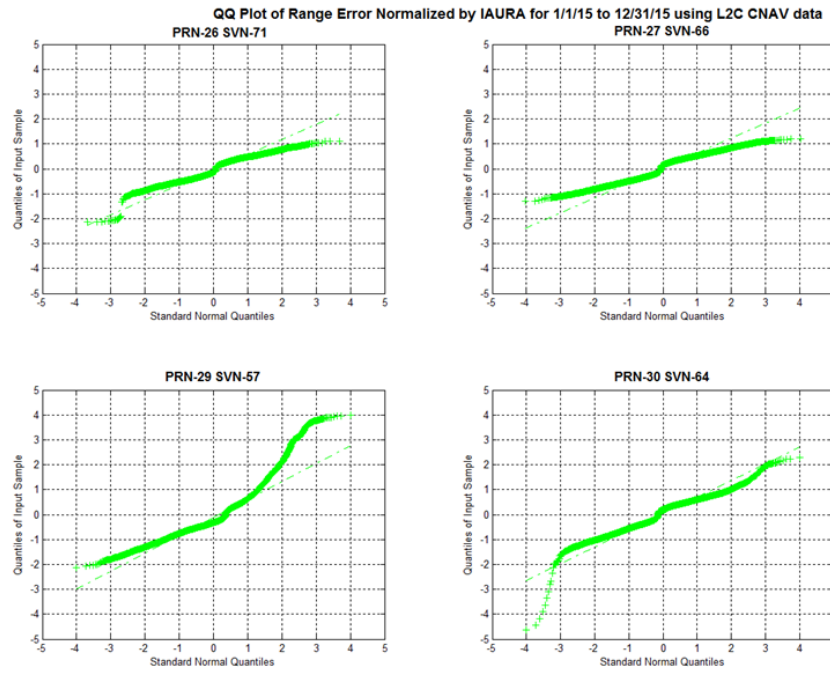 QQ Plot of Range Error Normalized by IAURA for 1/1/15 to 12/31/15 using L2C CNAV data
PRN-26 SVN-71
5
4
3
2
1
0
-1
-2
-3
-4
-5
Quantiles of Input Sample
-5 -4 -3 -2 -1 0 1 2 3 4 5
Standard Normal Quantiles
PRN-27 SVN-66
5
4
3
2
1
0
-1
-2
-3
-4
-5
Quantiles of Input Sample
-5 -4 -3 -2 -1 0 1 2 3 4
Standard Normal Quantiles
PRN-29 SVN-57
5
4
3
2
1
0
-1
-2
-3
-4
-5
Quantiles of Input Sample
-5 -4 -3 -2 -1 0 1 2 3 4 5
Standard Normal Quantiles
PRN-30 SVN-64
5
4
3
2
1
0
-1
-2
-3
-4
-5
Quantiles of Input Sample
-5 -4 -3 -2 -1 0 1 2 3 4
Standard Normal Quantiles